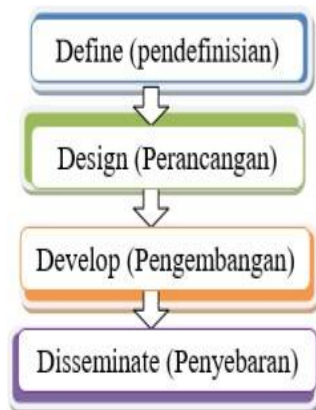 Define (pendefinisian)
Design (Perancangan)
Develop (Pengembangan)
Disseminate (Penyebaran)